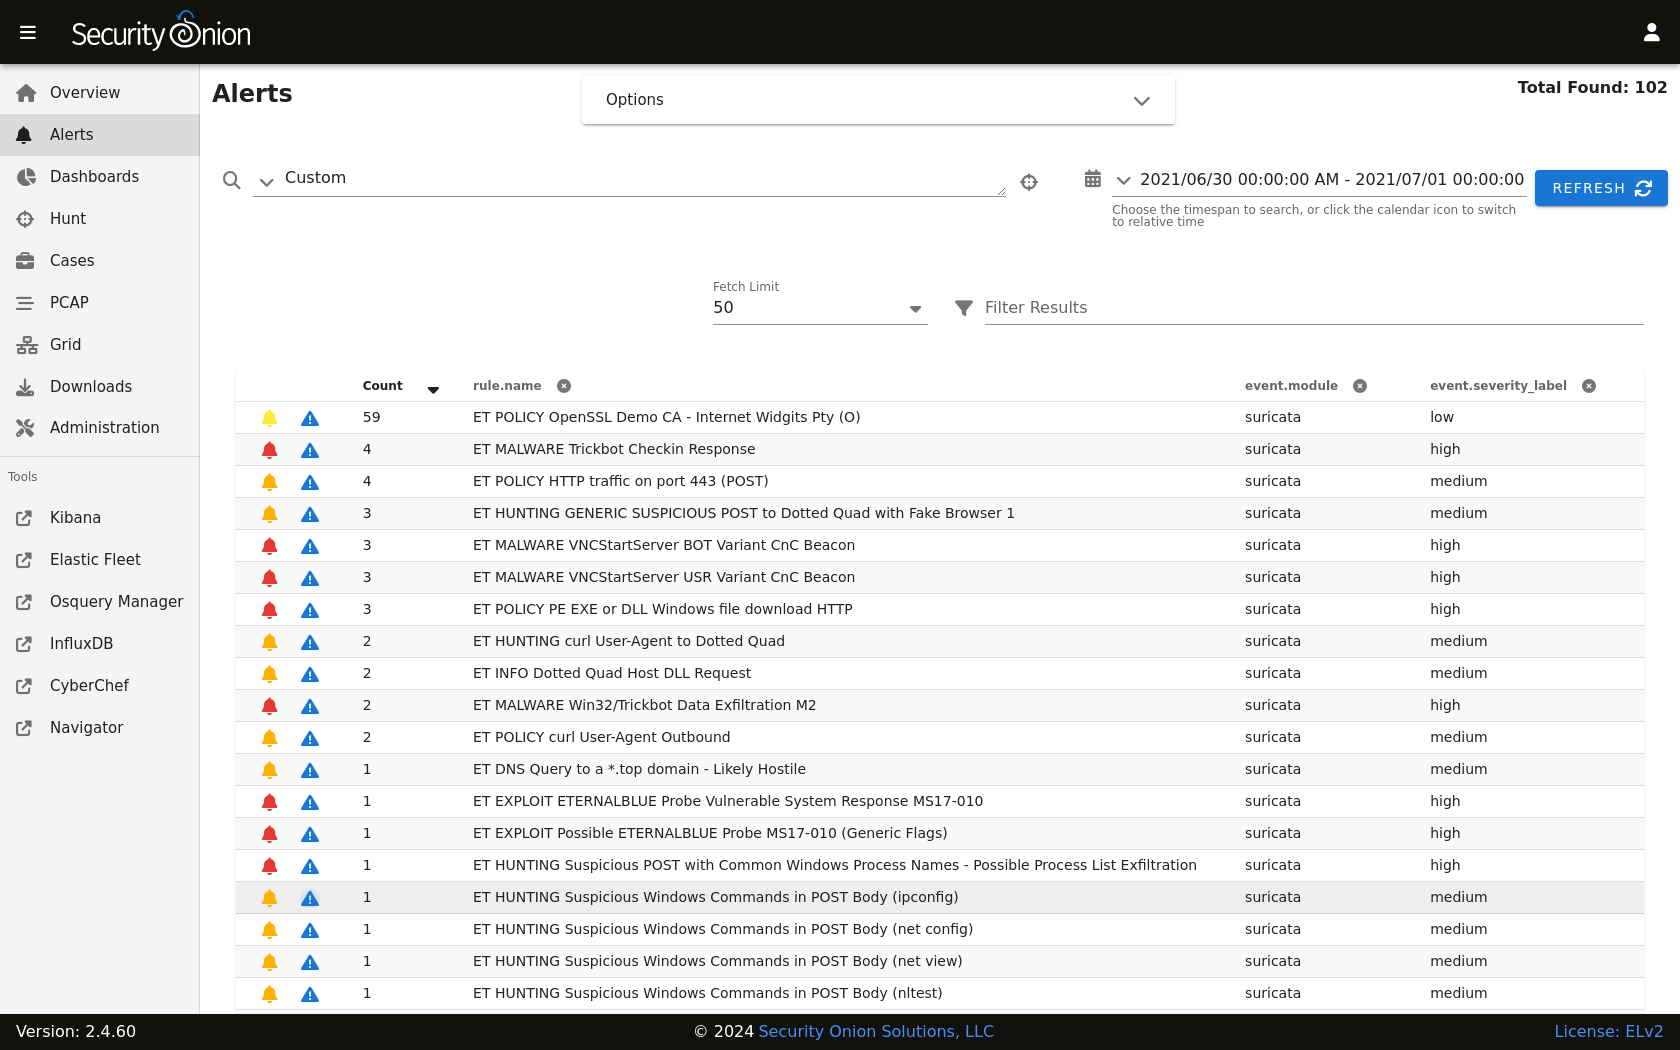 Security Onion
Overview
Alerts
Dashboards
Hunt
Cases
PCAP
Grid
Downloads
Administration
Tools
Kibana
Elastic Fleet
Osquery Manager
InfluxDB
CyberChef
Navigator
Alerts
Options
Total Found: 102
Custom
2021/06/30 00:00:00 AM - 2021/07/01 00:00:00
REFRESH
Choose the timespan to search, or click the calendar icon to switch
to relative time
Fetch Limit
50
Filter Results
Count rule.name event.module event.severity_label
59 ET POLICY OpenSSL Demo CA - Internet Widgits Pty (O) suricata low
4 ET MALWARE Trickbot Checkin Response suricata high
4 ET POLICY HTTP traffic on port 443 (POST) suricata medium
3 ET HUNTING GENERIC SUSPICIOUS POST to Dotted Quad with Fake Browser 1 suricata medium
3 ET MALWARE VNCStartServer BOT Variant CnC Beacon suricata high
3 ET MALWARE VNCStartServer USR Variant CnC Beacon suricata high
3 ET POLICY PE EXE or DLL Windows file download HTTP suricata high
2 ET HUNTING curl User-Agent to Dotted Quad suricata medium
2 ET INFO Dotted Quad Host DLL Request suricata medium
2 ET MALWARE Win32/Trickbot Data Exfiltration M2 suricata high
2 ET POLICY curl User-Agent Outbound suricata medium
1 ET DNS Query to a *.top domain - Likely Hostile suricata medium
1 ET EXPLOIT ETERNALBLUE Probe Vulnerable System Response MS17-010 suricata high
1 ET EXPLOIT Possible ETERNALBLUE Probe MS17-010 (Generic Flags) suricata high
1 ET HUNTING Suspicious POST with Common Windows Process Names - Possible Process List Exfiltration suricata high
1 ET HUNTING Suspicious Windows Commands in POST Body (ipconfig) suricata medium
1 ET HUNTING Suspicious Windows Commands in POST Body (net config) suricata medium
1 ET HUNTING Suspicious Windows Commands in POST Body (net view) suricata medium
1 ET HUNTING Suspicious Windows Commands in POST Body (nltest) suricata medium
Version: 2.4.60
© 2024 Security Onion Solutions, LLC
License: ELv2